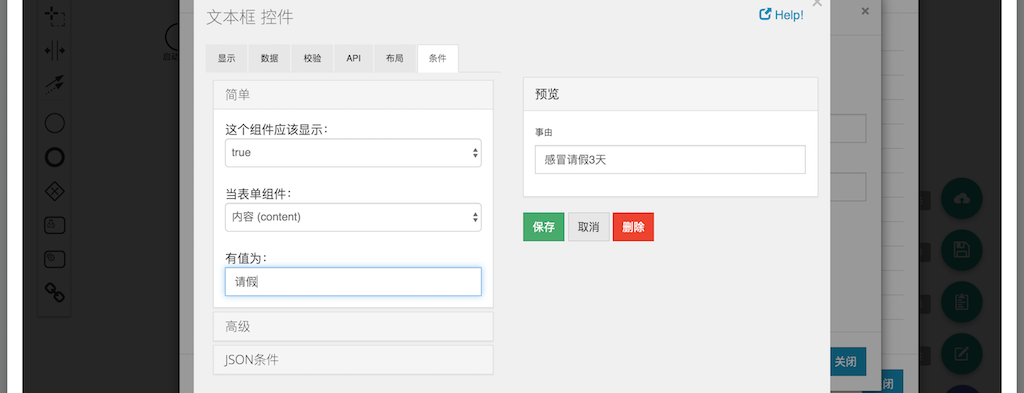 文本框 控件
Help!
×
×
显示
数据
校验
API
布局
条件
简单
这个组件应该显示：
true
当表单组件：
内容 (content)
有值为：
请假
高级
JSON条件
预览
事由
感冒请假3天
保存
取消
删除
关闭
闭